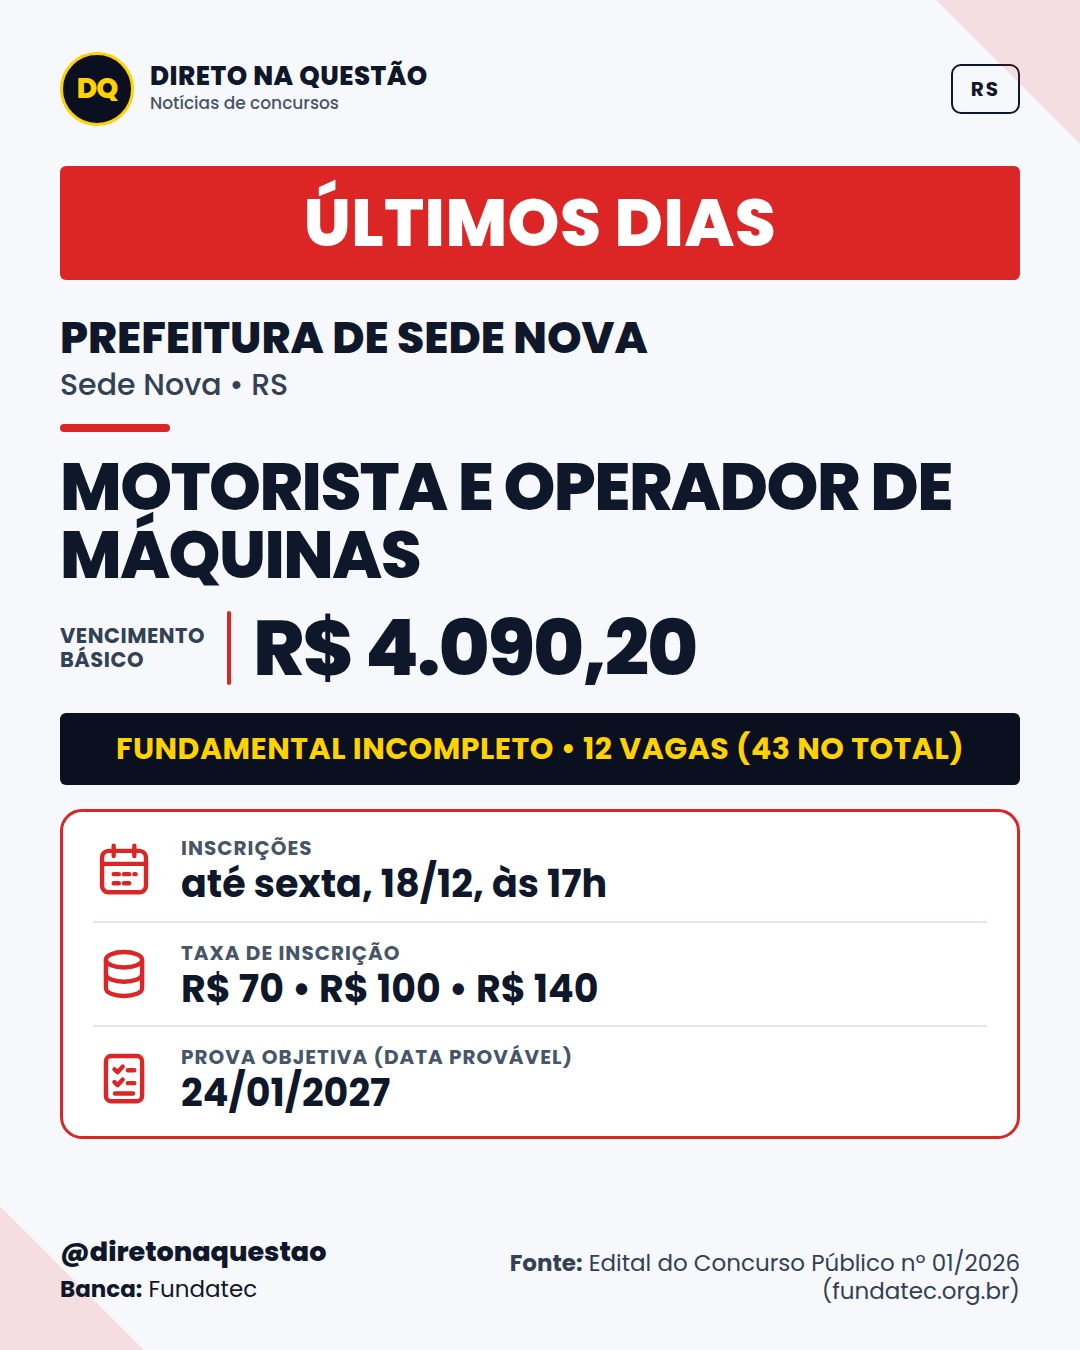 DQ
DIRETO NA QUESTÃO
Notícias de concursos
RS
ÚLTIMOS DIAS
PREFEITURA DE SEDE NOVA
Sede Nova • RS
MOTORISTA E OPERADOR DE
MÁQUINAS
VENCIMENTO
BÁSICO
R$ 4.090,20
FUNDAMENTAL INCOMPLETO • 12 VAGAS (43 NO TOTAL)
INSCRIÇÕES
até sexta, 18/12, às 17h
TAXA DE INSCRIÇÃO
R$ 70 • R$ 100 • R$ 140
PROVA OBJETIVA (DATA PROVÁVEL)
24/01/2027
@diretonaquestao
Banca: Fundatec
Fonte: Edital do Concurso Público nº 01/2026
(fundatec.org.br)